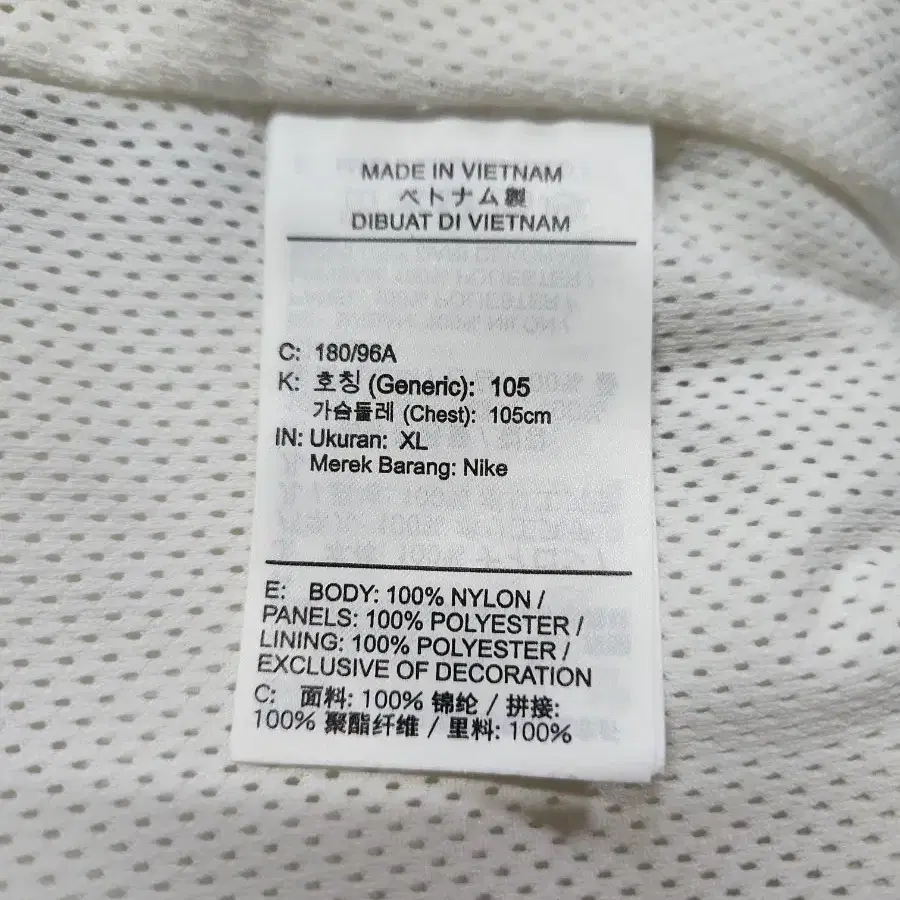 MADE IN VIETNAM
ベトナム製
DIBUAT DI VIETNAM
C: 180/96A
K: 호칭 (Generic): 105
가슴둘레 (Chest): 105cm
IN: Ukuran: XL
Merek Barang: Nike
E: BODY: 100% NYLON /
PANELS: 100% POLYESTER /
LINING: 100% POLYESTER /
EXCLUSIVE OF DECORATION
C: 面料: 100% 锦纶 / 拼接:
100% 聚酯纤维 / 里料: 100%